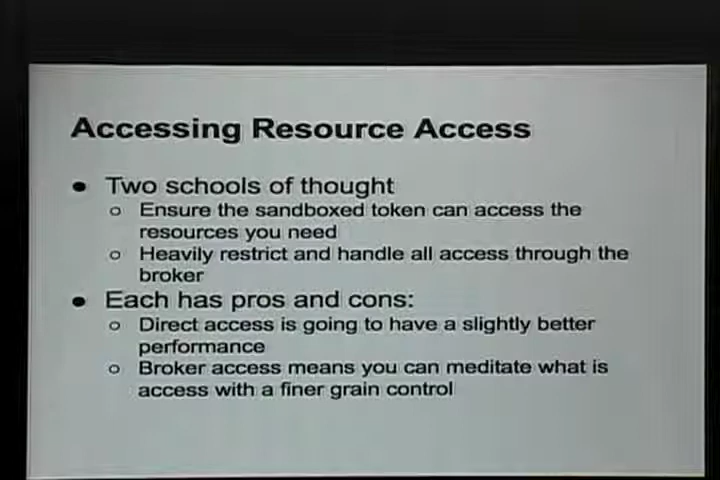 Accessing Resource Access
● Two schools of thought
○ Ensure the sandboxed token can access the
resources you need
○ Heavily restrict and handle all access through the
broker
● Each has pros and cons:
○ Direct access is going to have a slightly better
performance
○ Broker access means you can meditate what is
access with a finer grain control